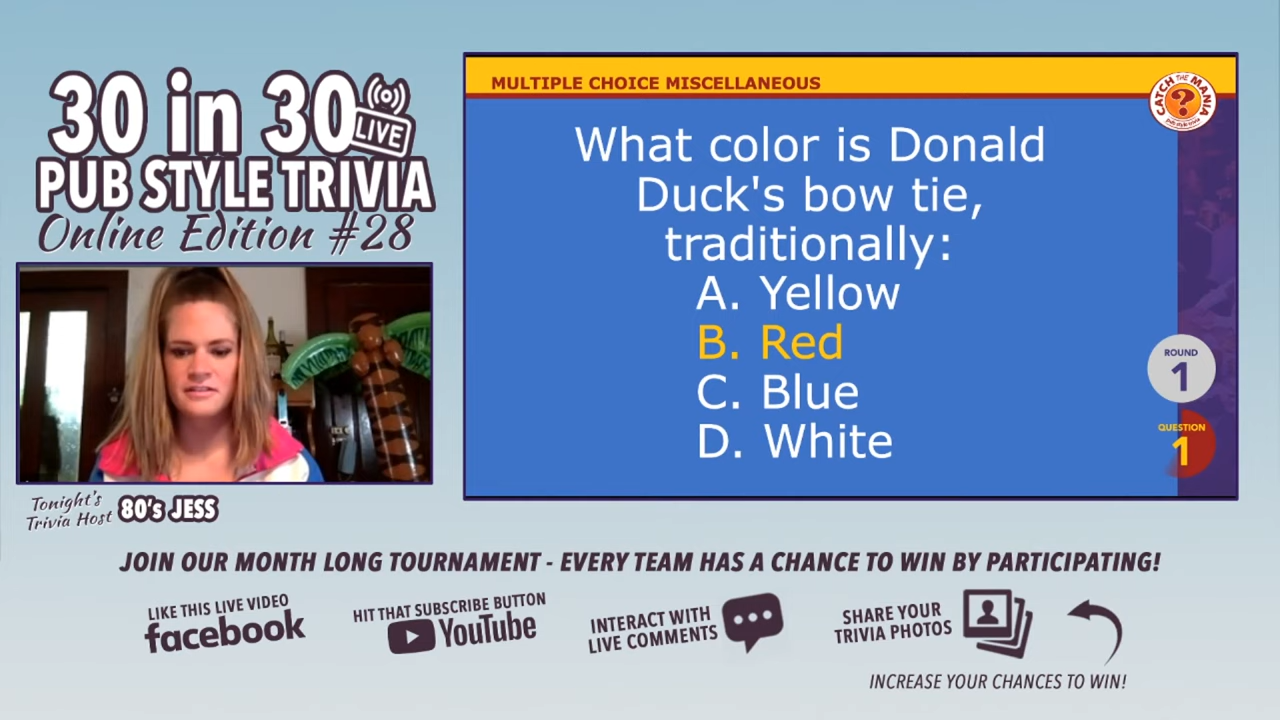 30 in 30
LIVE
PUB STYLE TRIVIA
Online Edition #28
MULTIPLE CHOICE MISCELLANEOUS
CATCH THE MANIA
?
pub style trivia
What color is Donald
Duck's bow tie,
traditionally:
A. Yellow
B. Red
C. Blue
D. White
ROUND
1
QUESTION
1
Tonight's
Trivia Host
80's JESS
JOIN OUR MONTH LONG TOURNAMENT - EVERY TEAM HAS A CHANCE TO WIN BY PARTICIPATING!
LIKE THIS LIVE VIDEO
facebook
HIT THAT SUBSCRIBE BUTTON
YouTube
INTERACT WITH
LIVE COMMENTS
SHARE YOUR
TRIVIA PHOTOS
INCREASE YOUR CHANCES TO WIN!